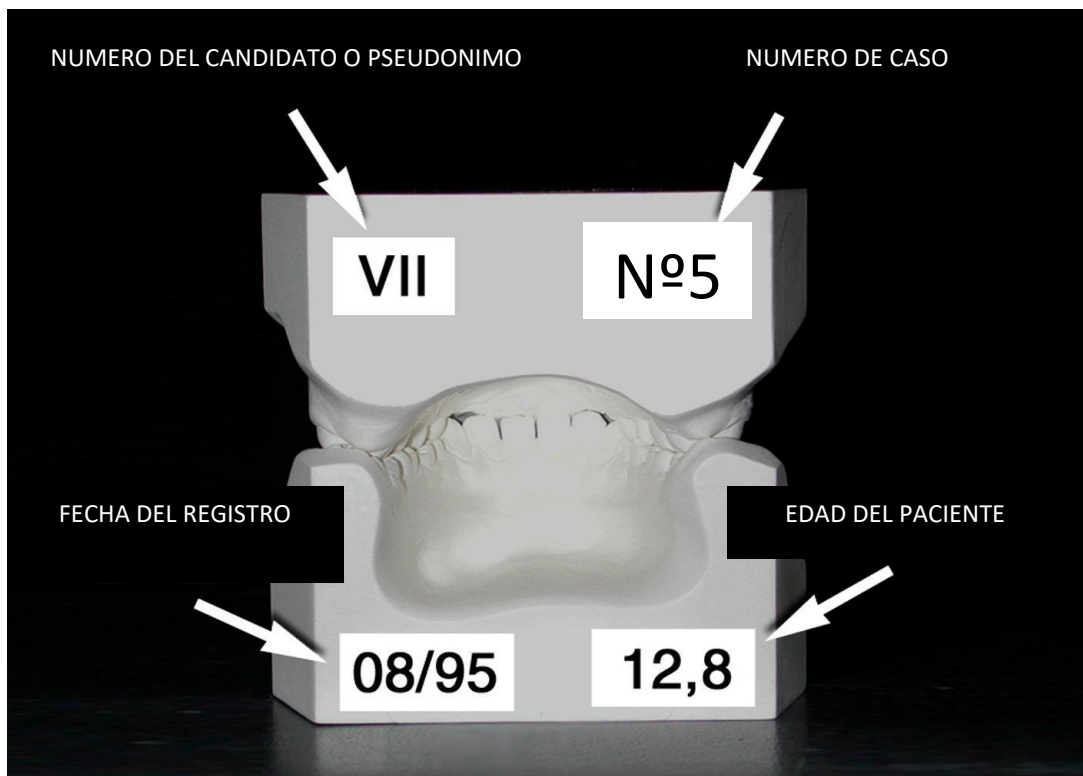 NUMERO DEL CANDIDATO O PSEUDONIMO
NUMERO DE CASO
VII
Nº5
FECHA DEL REGISTRO
EDAD DEL PACIENTE
08/95
12,8